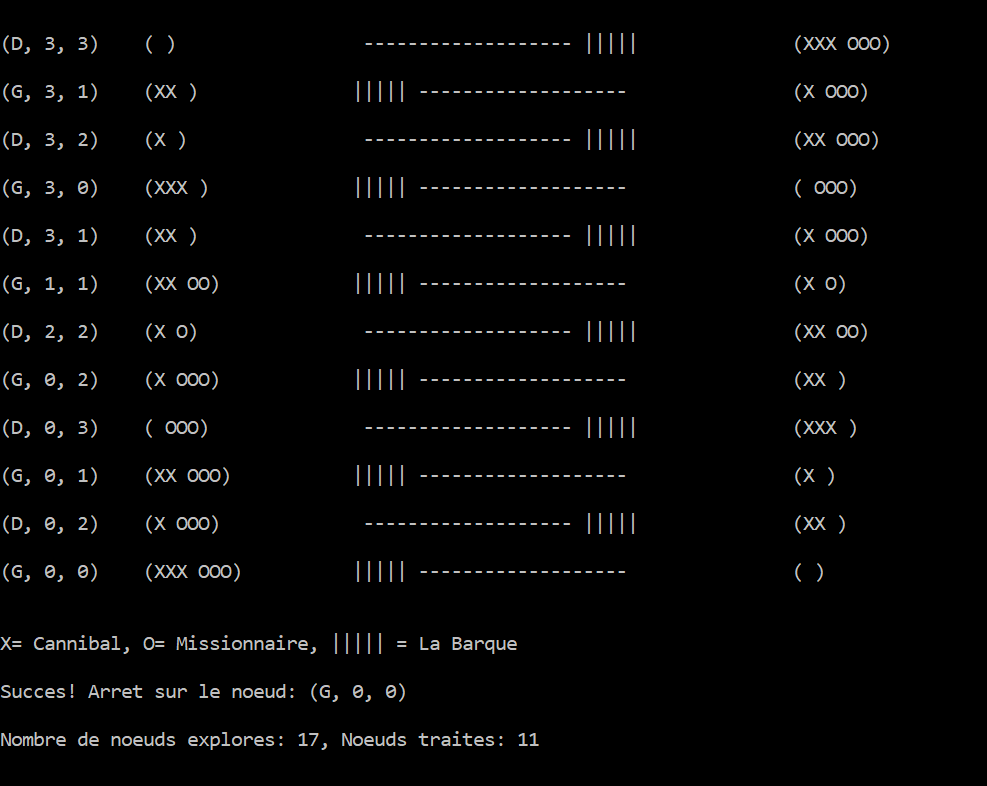 (D, 3, 3) ( ) ------------------- ||||| (XXX OOO)
(G, 3, 1) (XX ) ||||| ------------------- (X OOO)
(D, 3, 2) (X ) ------------------- ||||| (XX OOO)
(G, 3, 0) (XXX ) ||||| ------------------- ( OOO)
(D, 3, 1) (XX ) ------------------- ||||| (X OOO)
(G, 1, 1) (XX OO) ||||| ------------------- (X O)
(D, 2, 2) (X O) ------------------- ||||| (XX OO)
(G, 0, 2) (X OOO) ||||| ------------------- (XX )
(D, 0, 3) ( OOO) ------------------- ||||| (XXX )
(G, 0, 1) (XX OOO) ||||| ------------------- (X )
(D, 0, 2) (X OOO) ------------------- ||||| (XX )
(G, 0, 0) (XXX OOO) ||||| ------------------- ( )
X= Cannibal, O= Missionnaire, ||||| = La Barque
Succes! Arret sur le noeud: (G, 0, 0)
Nombre de noeuds explores: 17, Noeuds traites: 11